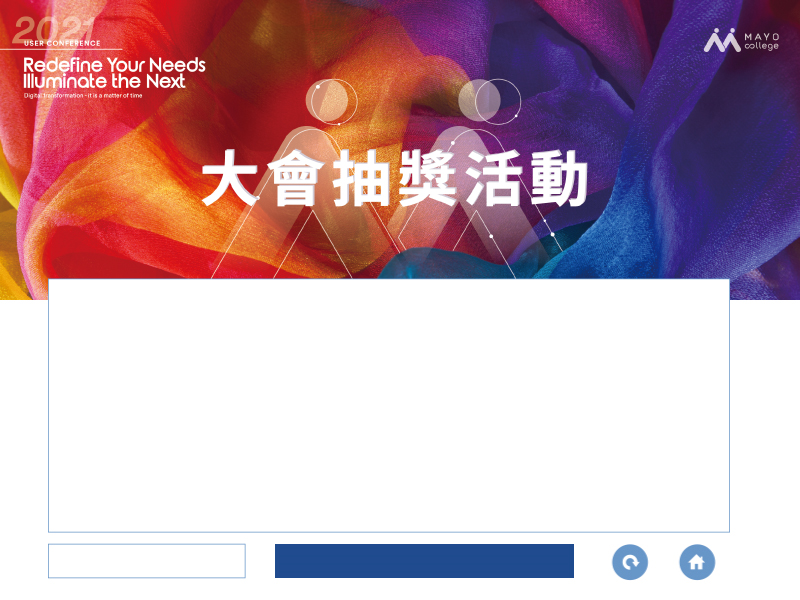 2021
USER CONFERENCE
Redefine Your Needs
Illuminate the Next
Digital transformation - it is a matter of time
MAYO
college
大會抽獎活動